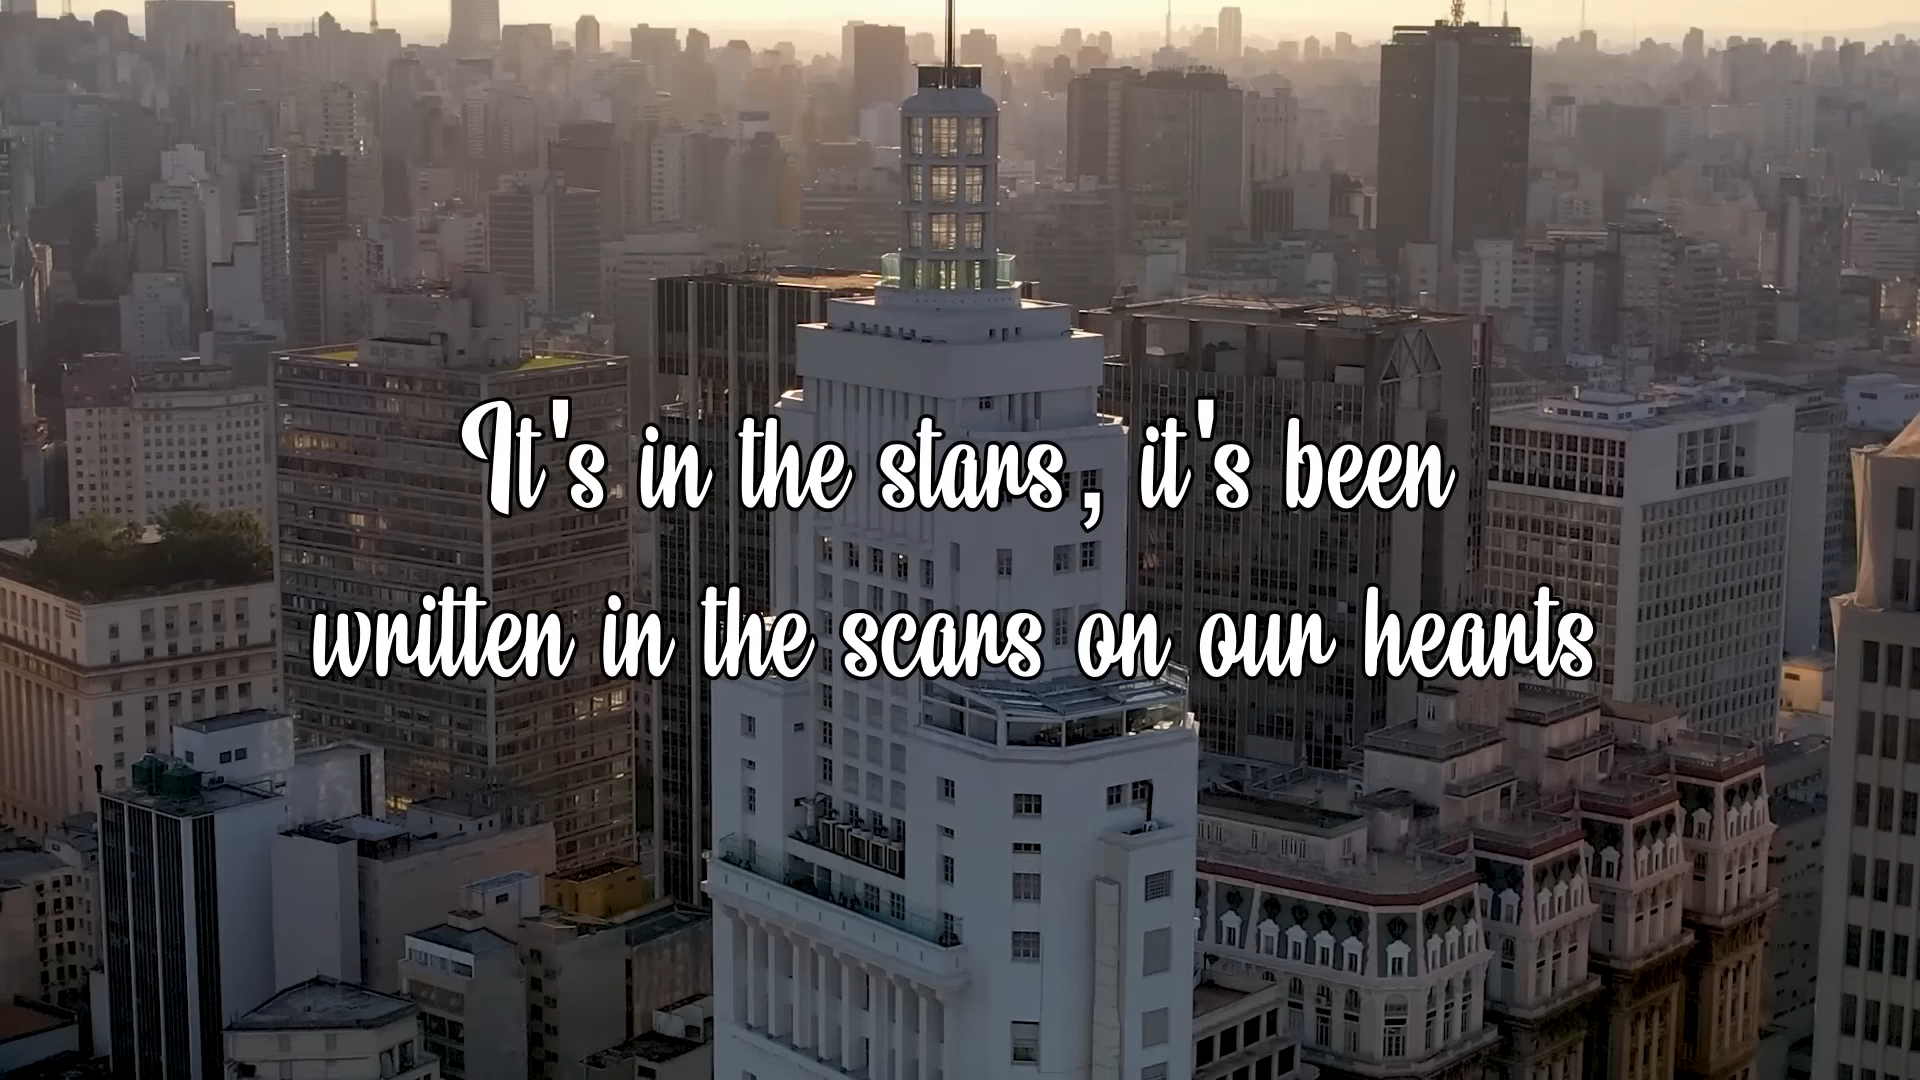 It's in the stars, it's been
written in the scars on our hearts